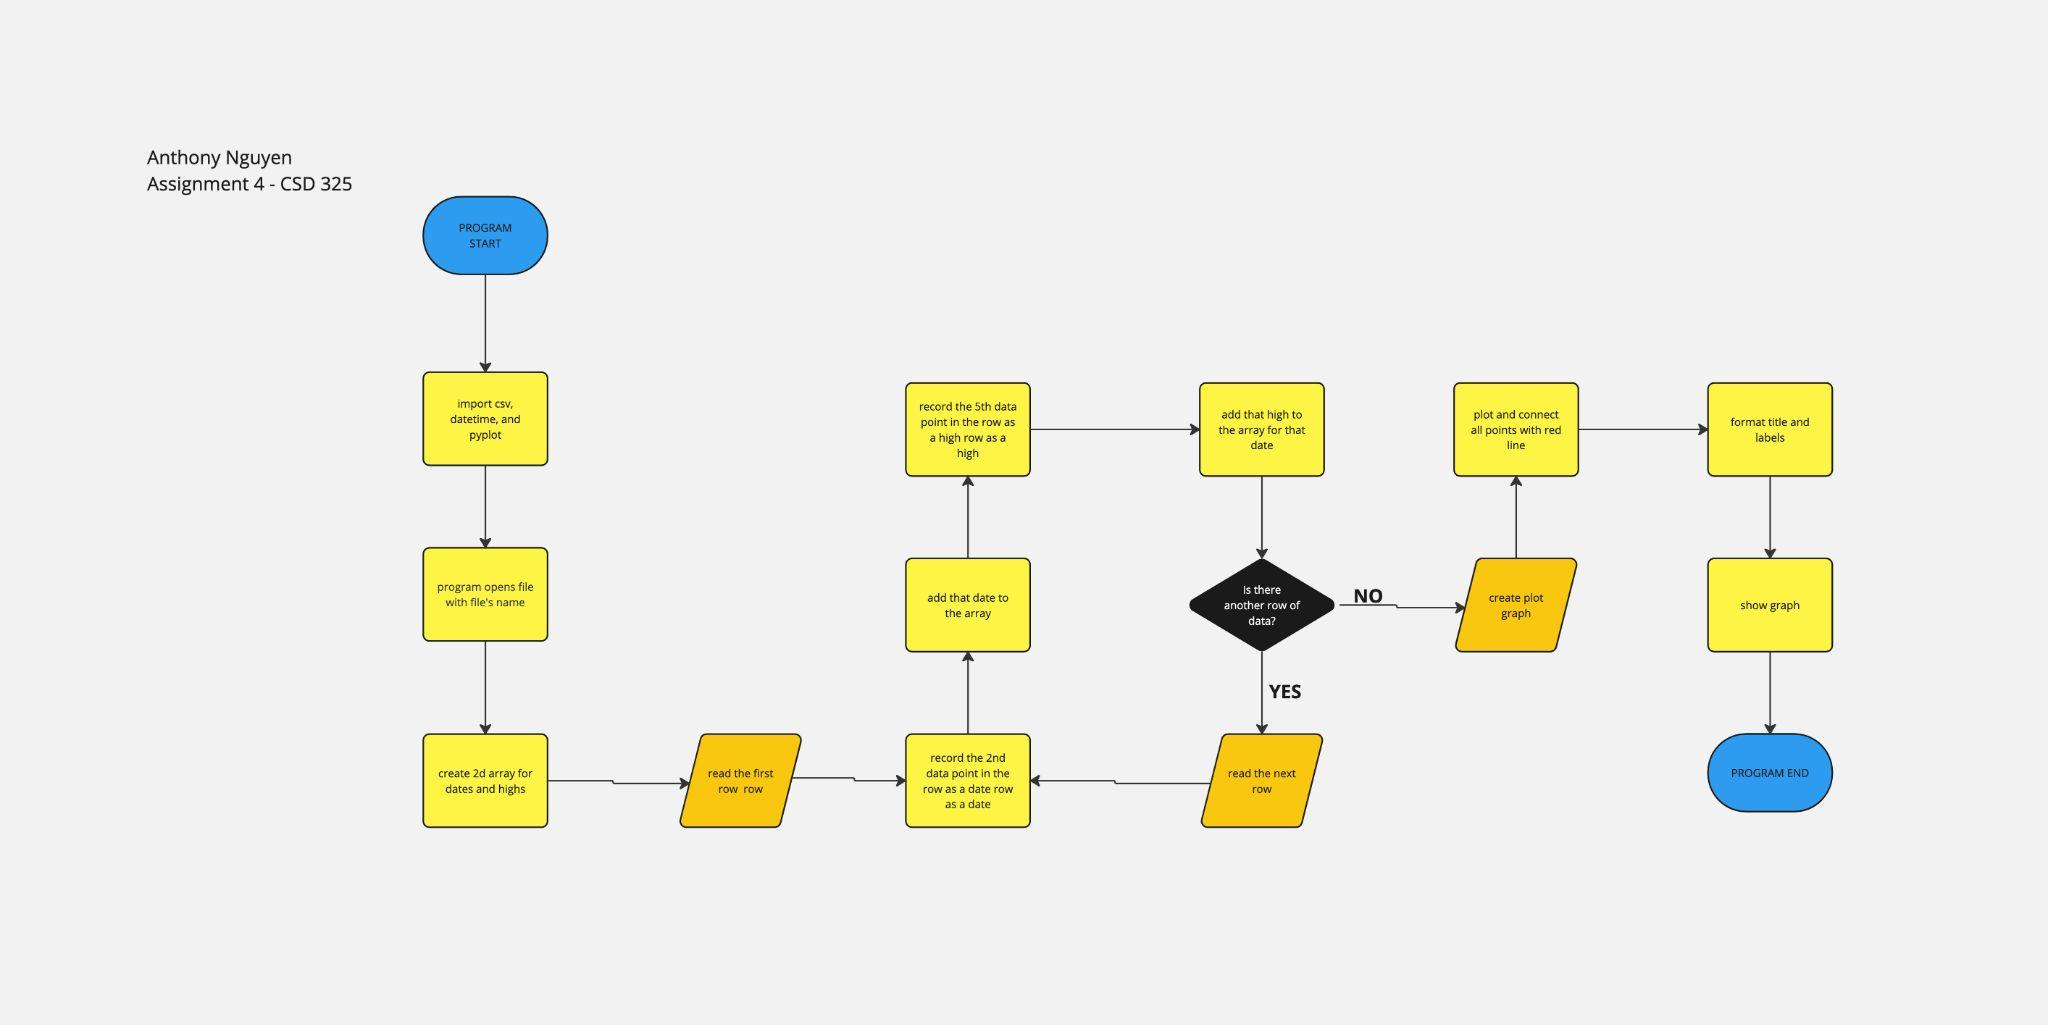 Anthony Nguyen
Assignment 4 - CSD 325
PROGRAM
START
import csv,
datetime, and
pyplot
program opens file
with file's name
create 2d array for
dates and highs
read the first
row row
record the 2nd
data point in the
row as a date row
as a date
add that date to
the array
record the 5th data
point in the row as
a high row as a
high
add that high to
the array for that
date
Is there
another row of
data?
YES
read the next
row
NO
create plot
graph
plot and connect
all points with red
line
format title and
labels
show graph
PROGRAM END